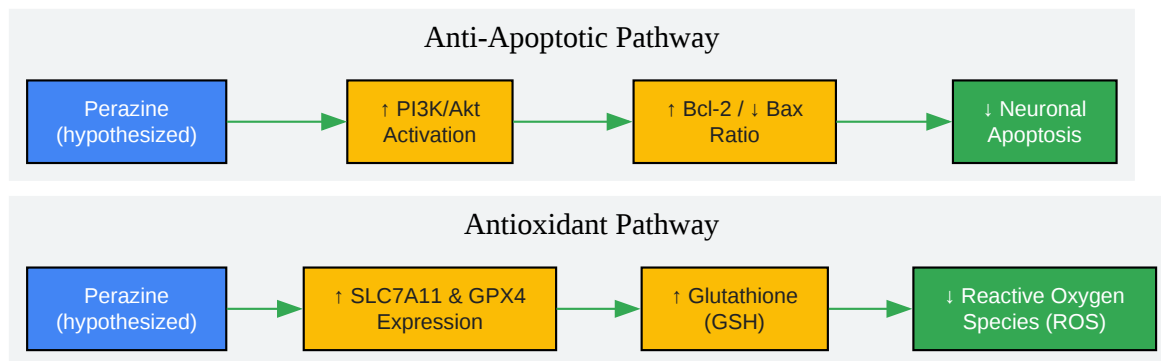 Anti-Apoptotic Pathway
Perazine
(hypothesized)
↑ PI3K/Akt
Activation
↑ Bcl-2 / ↓ Bax
Ratio
↓ Neuronal
Apoptosis
Antioxidant Pathway
Perazine
(hypothesized)
↑ SLC7A11 & GPX4
Expression
↑ Glutathione
(GSH)
↓ Reactive Oxygen
Species (ROS)